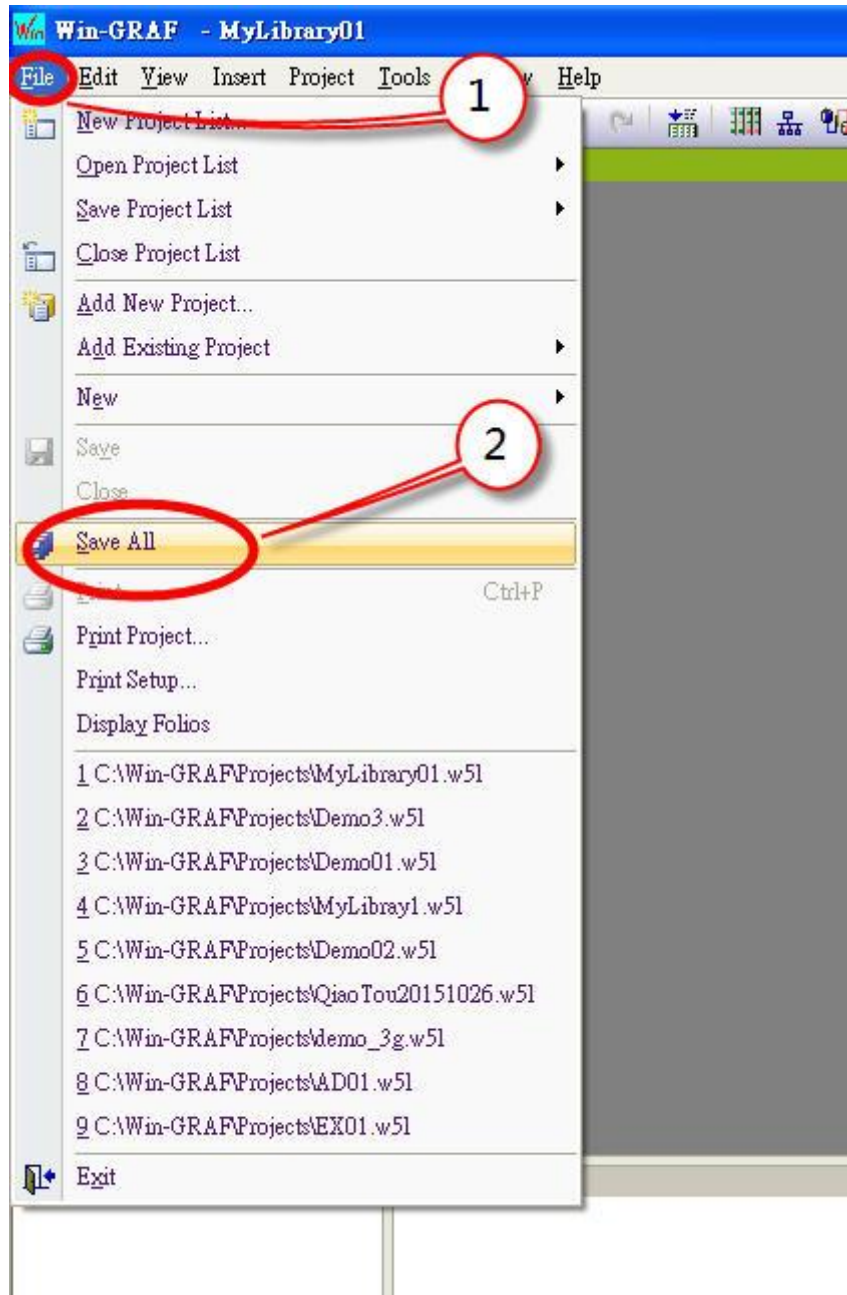 Win Win-GRAF - MyLibrary01
File Edit View Insert Project Tools Help
1
New Project List...
Open Project List
Save Project List
Close Project List
Add New Project...
Add Existing Project
New
Save
2
Close
Save All
Print... Ctrl+P
Print Project...
Print Setup...
Display Folios
1 C:\Win-GRAF\Projects\MyLibrary01.w5l
2 C:\Win-GRAF\Projects\Demo3.w5l
3 C:\Win-GRAF\Projects\Demo01.w5l
4 C:\Win-GRAF\Projects\MyLibray1.w5l
5 C:\Win-GRAF\Projects\Demo02.w5l
6 C:\Win-GRAF\Projects\QiaoTou20151026.w5l
7 C:\Win-GRAF\Projects\demo_3g.w5l
8 C:\Win-GRAF\Projects\AD01.w5l
9 C:\Win-GRAF\Projects\EX01.w5l
Exit